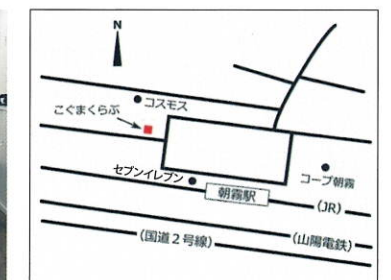 N
コスモス
こぐまくらぶ
セブンイレブン
コープ朝霧
朝霧駅
(JR)
(国道2号線)
(山陽電鉄)